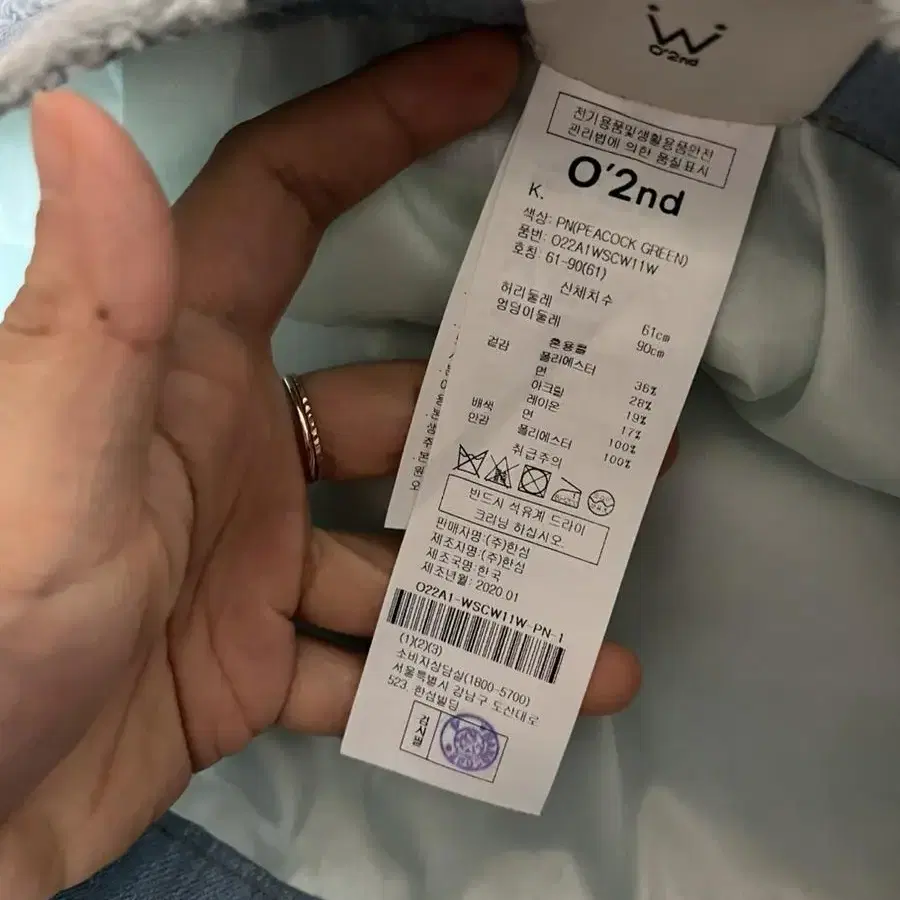 O'2nd
전기용품및생활용품안전
관리법에 의한 품질표시
O'2nd
K.
색상: PN(PEACOCK GREEN)
품번: O22A1WSCW11W
호칭: 61-90(61)
신체치수
허리둘레 61cm
엉덩이둘레 90cm
혼용률
겉감 폴리에스터 36%
면 28%
아크릴 19%
레이온 17%
배색 면 100%
안감 폴리에스터 100%
취급주의
반드시 석유계 드라이
크리닝 하십시오.
판매자명:(주)한섬
제조자명:(주)한섬
제조국명:한국
제조년월: 2020.01
O22A1-WSCW11W-PN-1
(1)(2)(3)
소비자상담실(1800-5700)
서울특별시 강남구 도산대로
523, 한섬빌딩
검사필